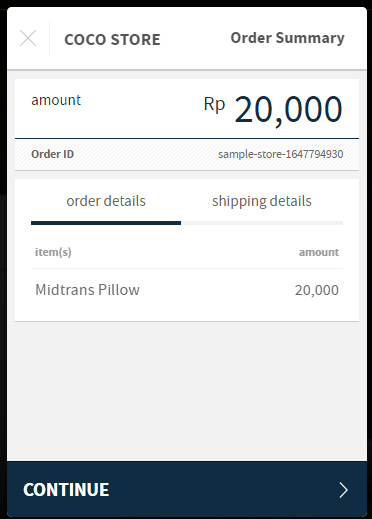 COCO STORE Order Summary
amount Rp 20,000
Order ID sample-store-1647794930
order details shipping details
item(s) amount
Midtrans Pillow 20,000
CONTINUE